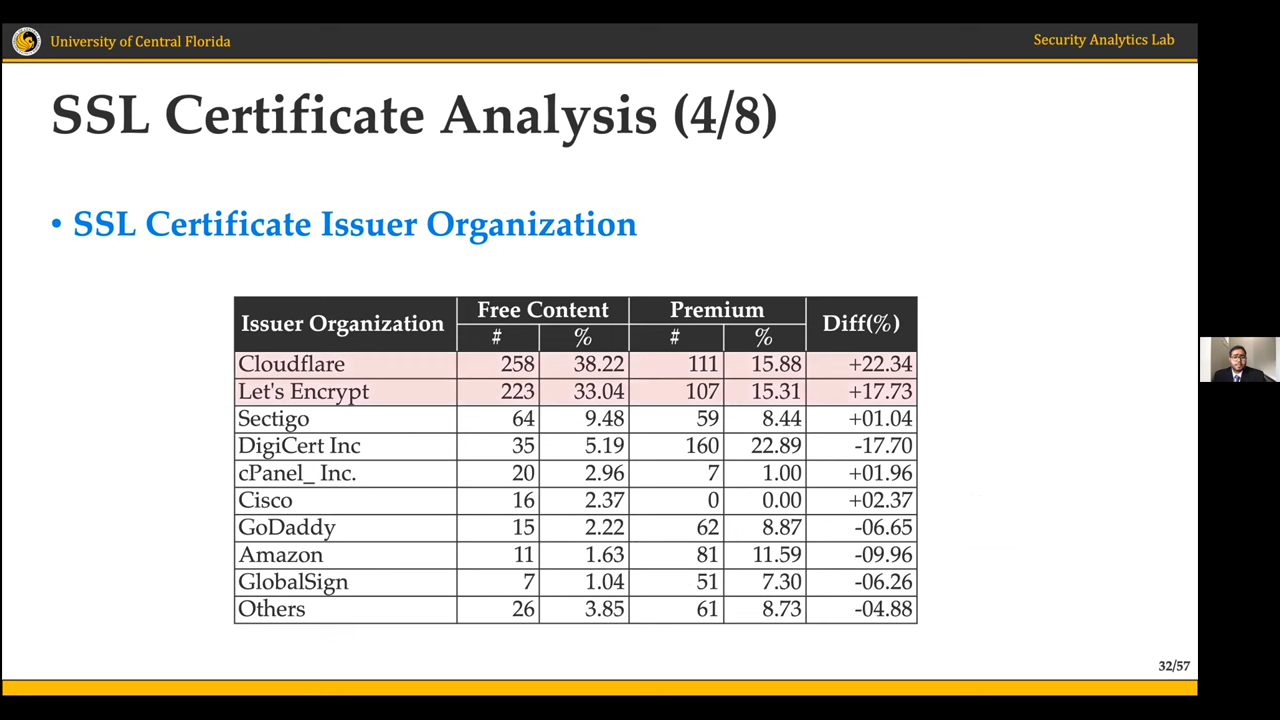 University of Central Florida
Security Analytics Lab
SSL Certificate Analysis (4/8)
• SSL Certificate Issuer Organization
Issuer Organization Free Content Premium Diff(%)
# % # %
Cloudflare 258 38.22 111 15.88 +22.34
Let's Encrypt 223 33.04 107 15.31 +17.73
Sectigo 64 9.48 59 8.44 +01.04
DigiCert Inc 35 5.19 160 22.89 -17.70
cPanel_ Inc. 20 2.96 7 1.00 +01.96
Cisco 16 2.37 0 0.00 +02.37
GoDaddy 15 2.22 62 8.87 -06.65
Amazon 11 1.63 81 11.59 -09.96
GlobalSign 7 1.04 51 7.30 -06.26
Others 26 3.85 61 8.73 -04.88
32/57